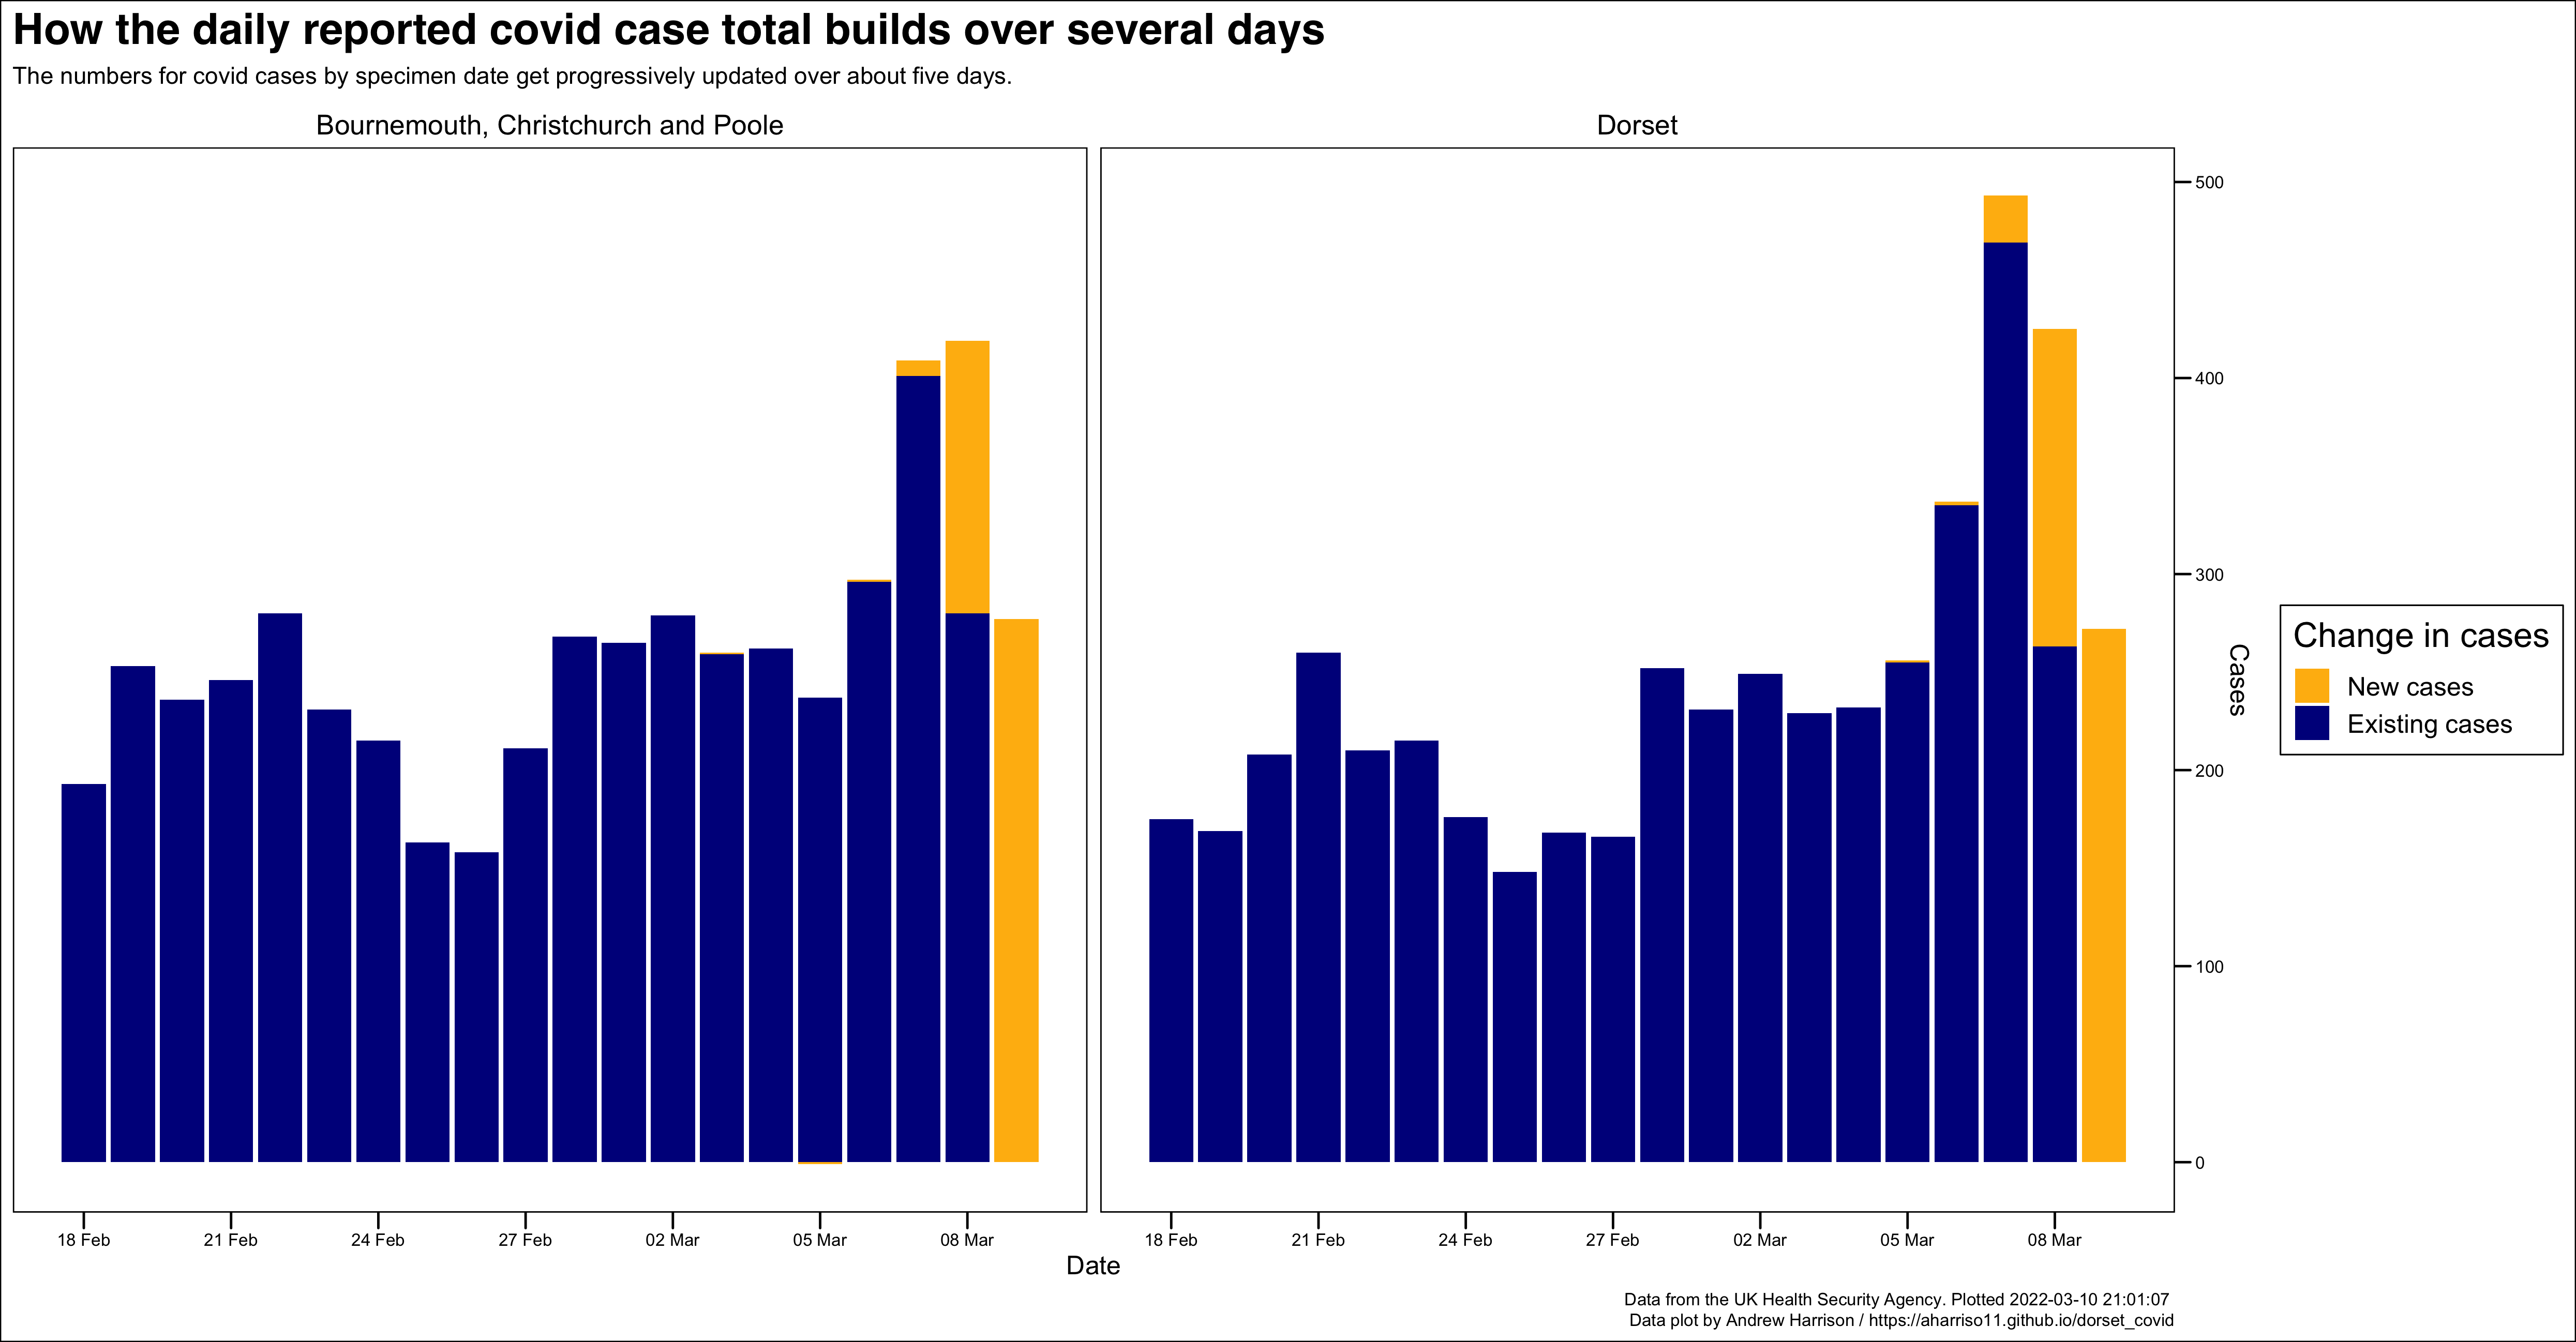 How the daily reported covid case total builds over several days
The numbers for covid cases by specimen date get progressively updated over about five days.
Bournemouth, Christchurch and Poole
Dorset
500
400
300
200
100
0
Cases
Change in cases
New cases
Existing cases
18 Feb 21 Feb 24 Feb 27 Feb 02 Mar 05 Mar 08 Mar
18 Feb 21 Feb 24 Feb 27 Feb 02 Mar 05 Mar 08 Mar
Date
Data from the UK Health Security Agency. Plotted 2022-03-10 21:01:07
Data plot by Andrew Harrison / https://aharriso11.github.io/dorset_covid